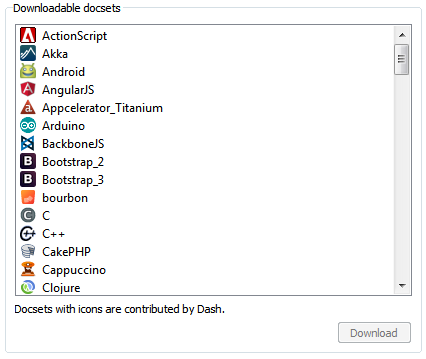 Downloadable docsets
ActionScript
Akka
Android
AngularJS
Appcelerator_Titanium
Arduino
BackboneJS
Bootstrap_2
Bootstrap_3
bourbon
C
C++
CakePHP
Cappuccino
Clojure
Docsets with icons are contributed by Dash.
Download